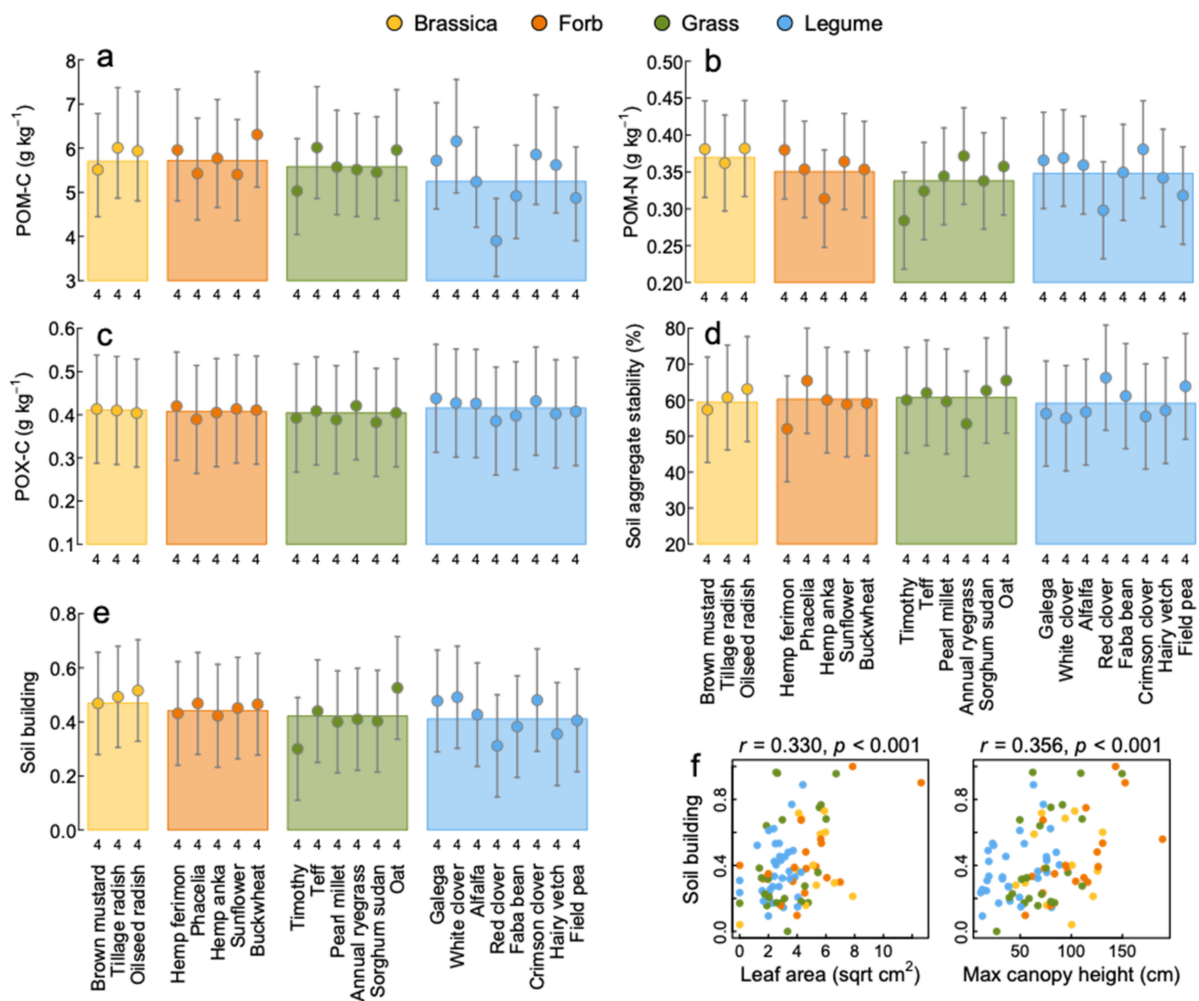 Brassica Forb Grass Legume
a
POM-C (g kg⁻¹)
8
7
6
5
4
3
4 4 4 4 4 4 4 4 4 4 4 4 4 4 4 4 4 4 4 4 4 4
b
POM-N (g kg⁻¹)
0.50
0.45
0.40
0.35
0.30
0.25
0.20
4 4 4 4 4 4 4 4 4 4 4 4 4 4 4 4 4 4 4 4 4 4
c
POX-C (g kg⁻¹)
0.6
0.5
0.4
0.3
0.2
0.1
4 4 4 4 4 4 4 4 4 4 4 4 4 4 4 4 4 4 4 4 4 4
d
Soil aggregate stability (%)
80
70
60
50
40
30
20
4 4 4 4 4 4 4 4 4 4 4 4 4 4 4 4 4 4 4 4 4 4
Brown mustard
Tillage radish
Oilseed radish
Hemp ferimon
Phacelia
Hemp anka
Sunflower
Buckwheat
Timothy
Teff
Pearl millet
Annual ryegrass
Sorghum sudan
Oat
Galega
White clover
Alfalfa
Red clover
Faba bean
Crimson clover
Hairy vetch
Field pea
e
Soil building
0.8
0.6
0.4
0.2
0.0
4 4 4 4 4 4 4 4 4 4 4 4 4 4 4 4 4 4 4 4 4 4
Brown mustard
Tillage radish
Oilseed radish
Hemp ferimon
Phacelia
Hemp anka
Sunflower
Buckwheat
Timothy
Teff
Pearl millet
Annual ryegrass
Sorghum sudan
Oat
Galega
White clover
Alfalfa
Red clover
Faba bean
Crimson clover
Hairy vetch
Field pea
f
r = 0.330, p < 0.001
Soil building
0.8
0.4
0.0
0 2 4 6 8 10
Leaf area (sqrt cm²)
r = 0.356, p < 0.001
0.8
0.4
0.0
50 100 150
Max canopy height (cm)